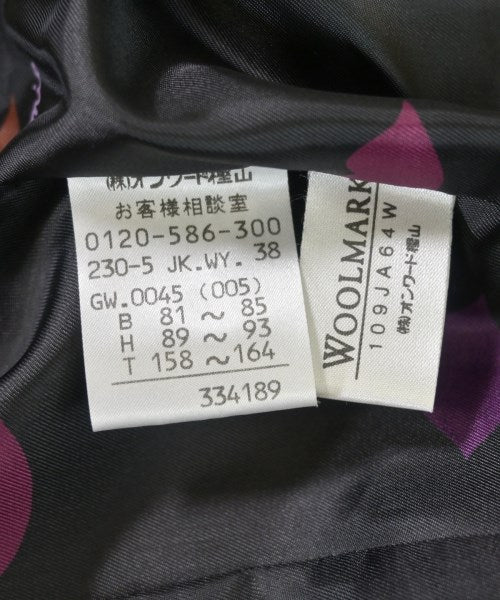 (株)オンワード樫山
お客様相談室
0120-586-300
230-5 JK.WY. 38
GW.0045 (005)
B 81 ～ 85
H 89 ～ 93
T 158 ～164
334189
WOOLMARK
109JA64W
(株)オンワード樫山